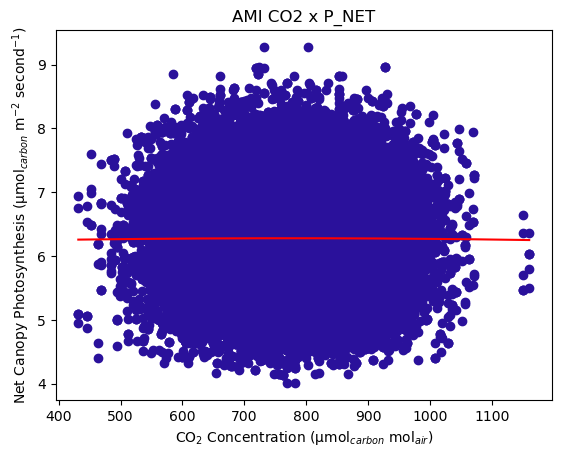 AMI CO2 x P_NET
Net Canopy Photosynthesis (μmol_carbon m⁻² second⁻¹)
9
8
7
6
5
4
400 500 600 700 800 900 1000 1100
CO₂ Concentration (μmol_carbon mol_air)